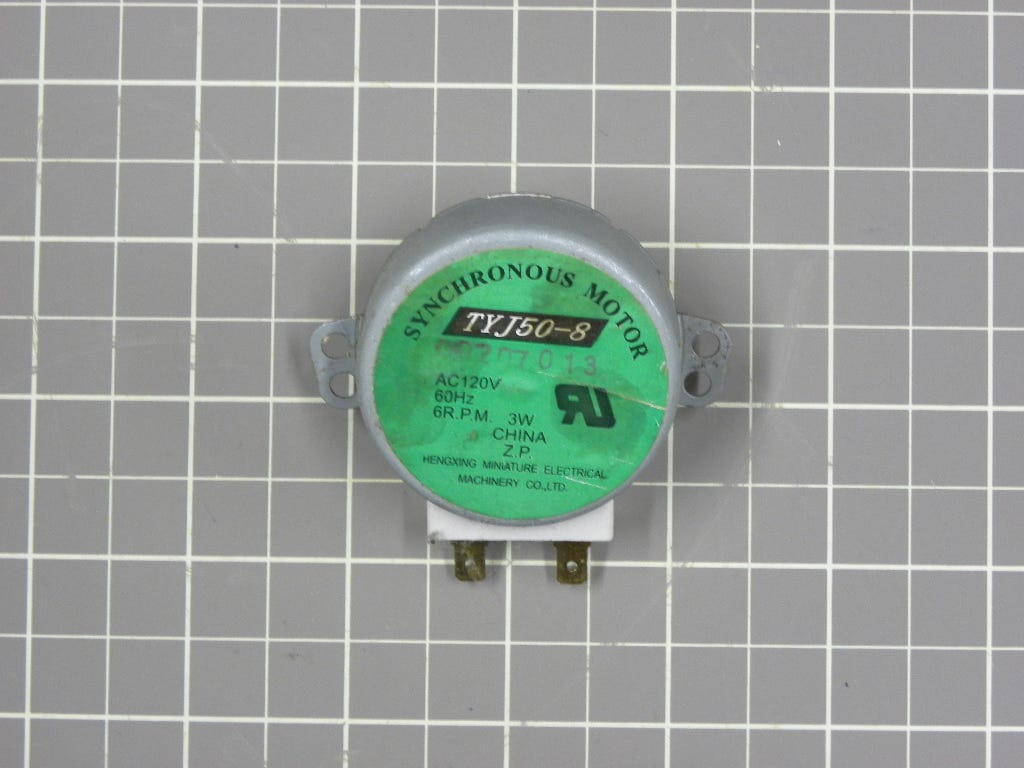 SYNCHRONOUS MOTOR
TYJ50-8
AC120V
60Hz
6R.P.M. 3W
CHINA
Z.P.
HENGXING MINIATURE ELECTRICAL
MACHINERY CO.,LTD.